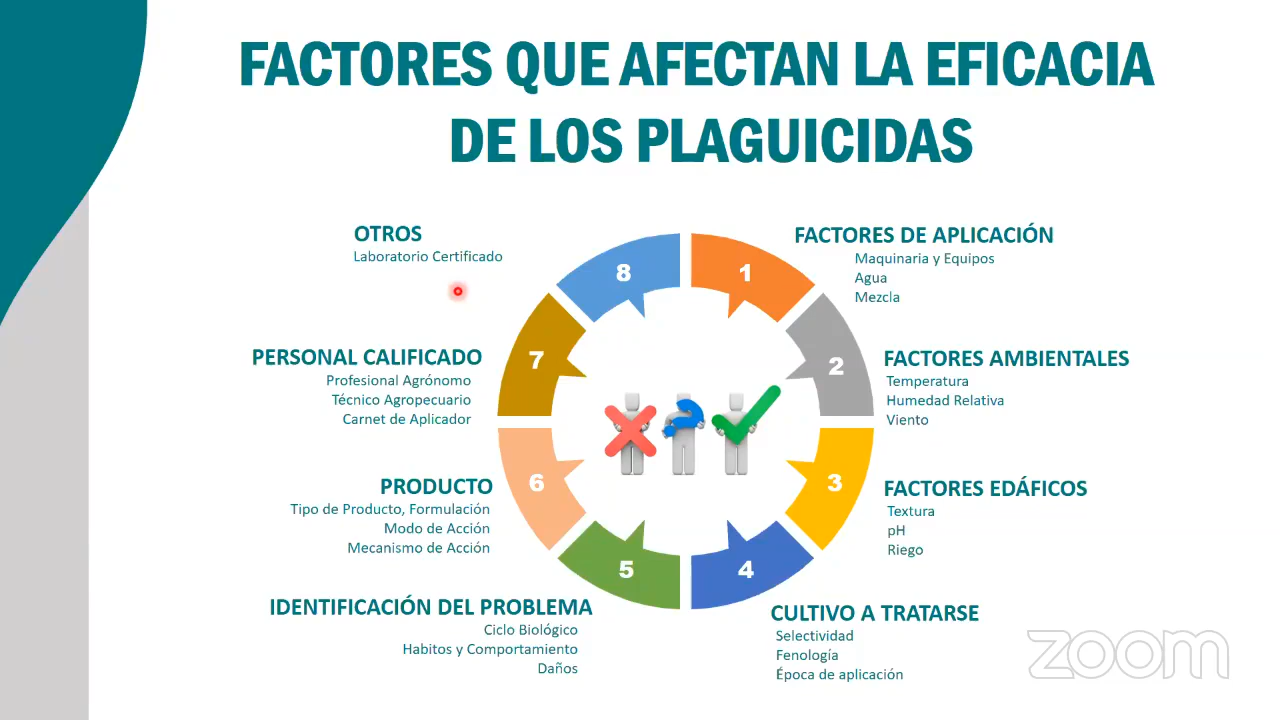 FACTORES QUE AFECTAN LA EFICACIA
DE LOS PLAGUICIDAS
1
FACTORES DE APLICACIÓN
Maquinaria y Equipos
Agua
Mezcla
2
FACTORES AMBIENTALES
Temperatura
Humedad Relativa
Viento
3
FACTORES EDÁFICOS
Textura
pH
Riego
4
CULTIVO A TRATARSE
Selectividad
Fenología
Época de aplicación
5
IDENTIFICACIÓN DEL PROBLEMA
Ciclo Biológico
Habitos y Comportamiento
Daños
6
PRODUCTO
Tipo de Producto, Formulación
Modo de Acción
Mecanismo de Acción
7
PERSONAL CALIFICADO
Profesional Agrónomo
Técnico Agropecuario
Carnet de Aplicador
8
OTROS
Laboratorio Certificado
zoom